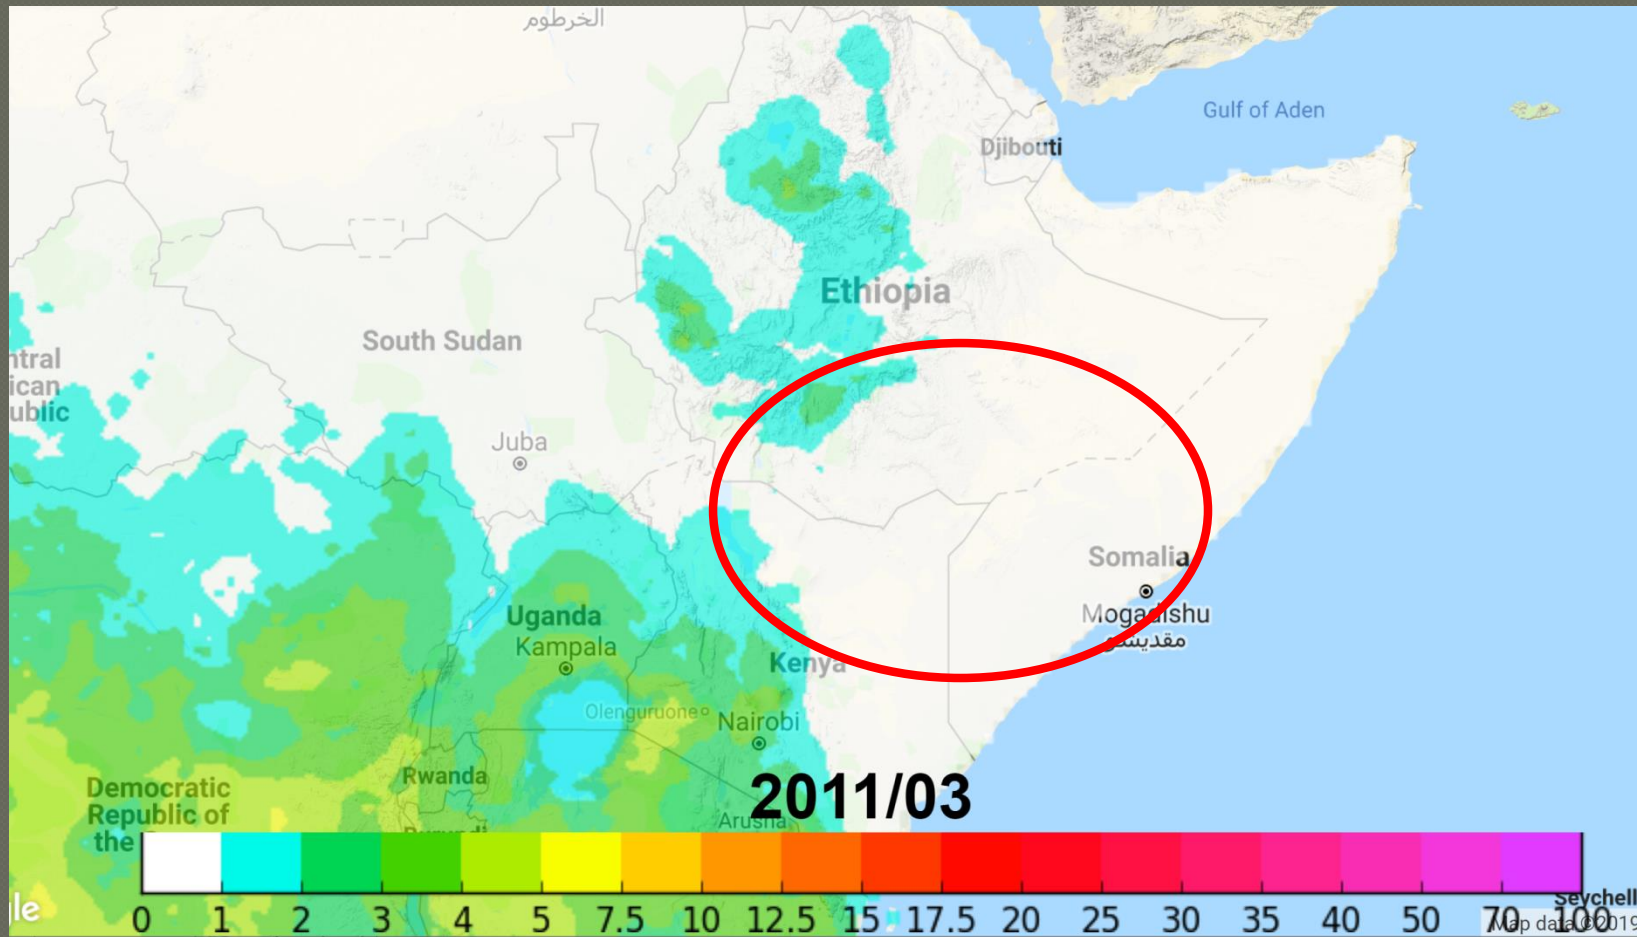 الخرطوم
Gulf of Aden
Djibouti
Ethiopia
South Sudan
ntral
ican
ublic
Juba
Somalia
Mogadishu
مقديشو
Uganda
Kampala
Kenya
Olenguruone
Nairobi
Rwanda
Democratic
Republic of
the
2011/03
Arusha
Burundi
0 1 2 3 4 5 7.5 10 12.5 15 17.5 20 25 30 35 40 50 70 100
Seychell
Map data ©2019
le